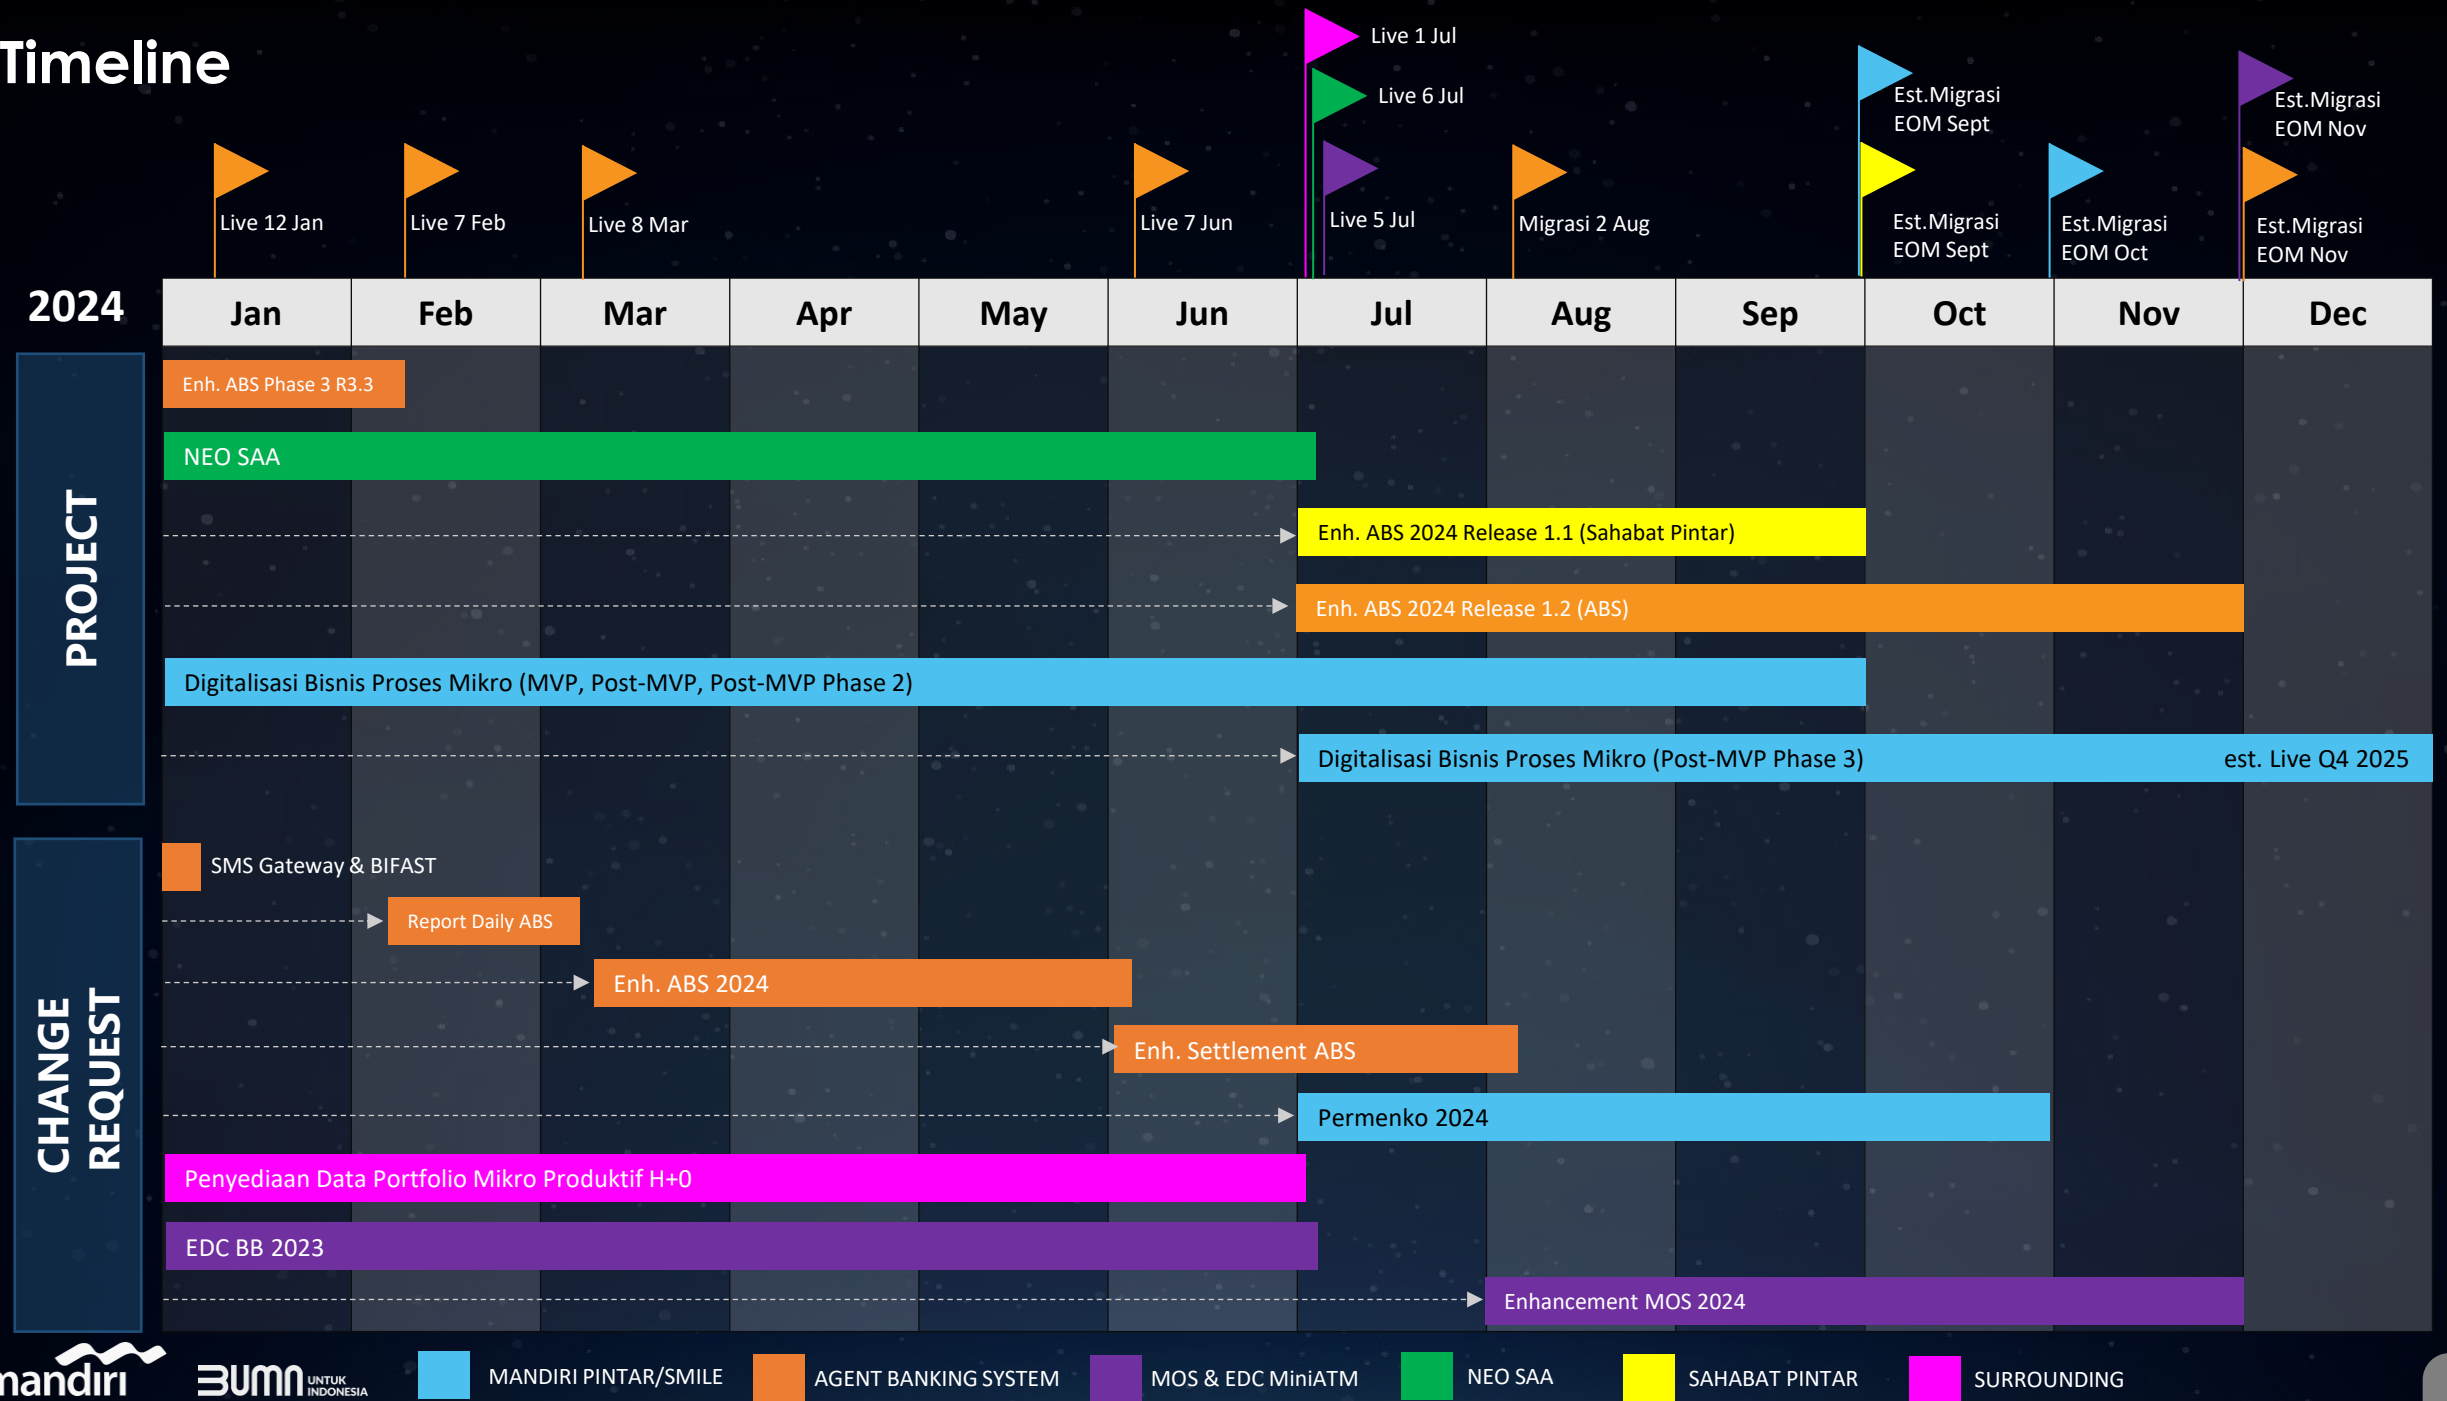 Timeline
Live 1 Jul
Live 6 Jul
Est.Migrasi
EOM Sept
Est.Migrasi
EOM Nov
Live 12 Jan
Live 7 Feb
Live 8 Mar
Live 7 Jun
Live 5 Jul
Migrasi 2 Aug
Est.Migrasi
EOM Sept
Est.Migrasi
EOM Oct
Est.Migrasi
EOM Nov
2024
Jan
Feb
Mar
Apr
May
Jun
Jul
Aug
Sep
Oct
Nov
Dec
PROJECT
Enh. ABS Phase 3 R3.3
NEO SAA
Enh. ABS 2024 Release 1.1 (Sahabat Pintar)
Enh. ABS 2024 Release 1.2 (ABS)
Digitalisasi Bisnis Proses Mikro (MVP, Post-MVP, Post-MVP Phase 2)
Digitalisasi Bisnis Proses Mikro (Post-MVP Phase 3)
est. Live Q4 2025
CHANGE
REQUEST
SMS Gateway & BIFAST
Report Daily ABS
Enh. ABS 2024
Enh. Settlement ABS
Permenko 2024
Penyediaan Data Portfolio Mikro Produktif H+0
EDC BB 2023
Enhancement MOS 2024
mandiri
BUMN UNTUK
INDONESIA
MANDIRI PINTAR/SMILE
AGENT BANKING SYSTEM
MOS & EDC MiniATM
NEO SAA
SAHABAT PINTAR
SURROUNDING